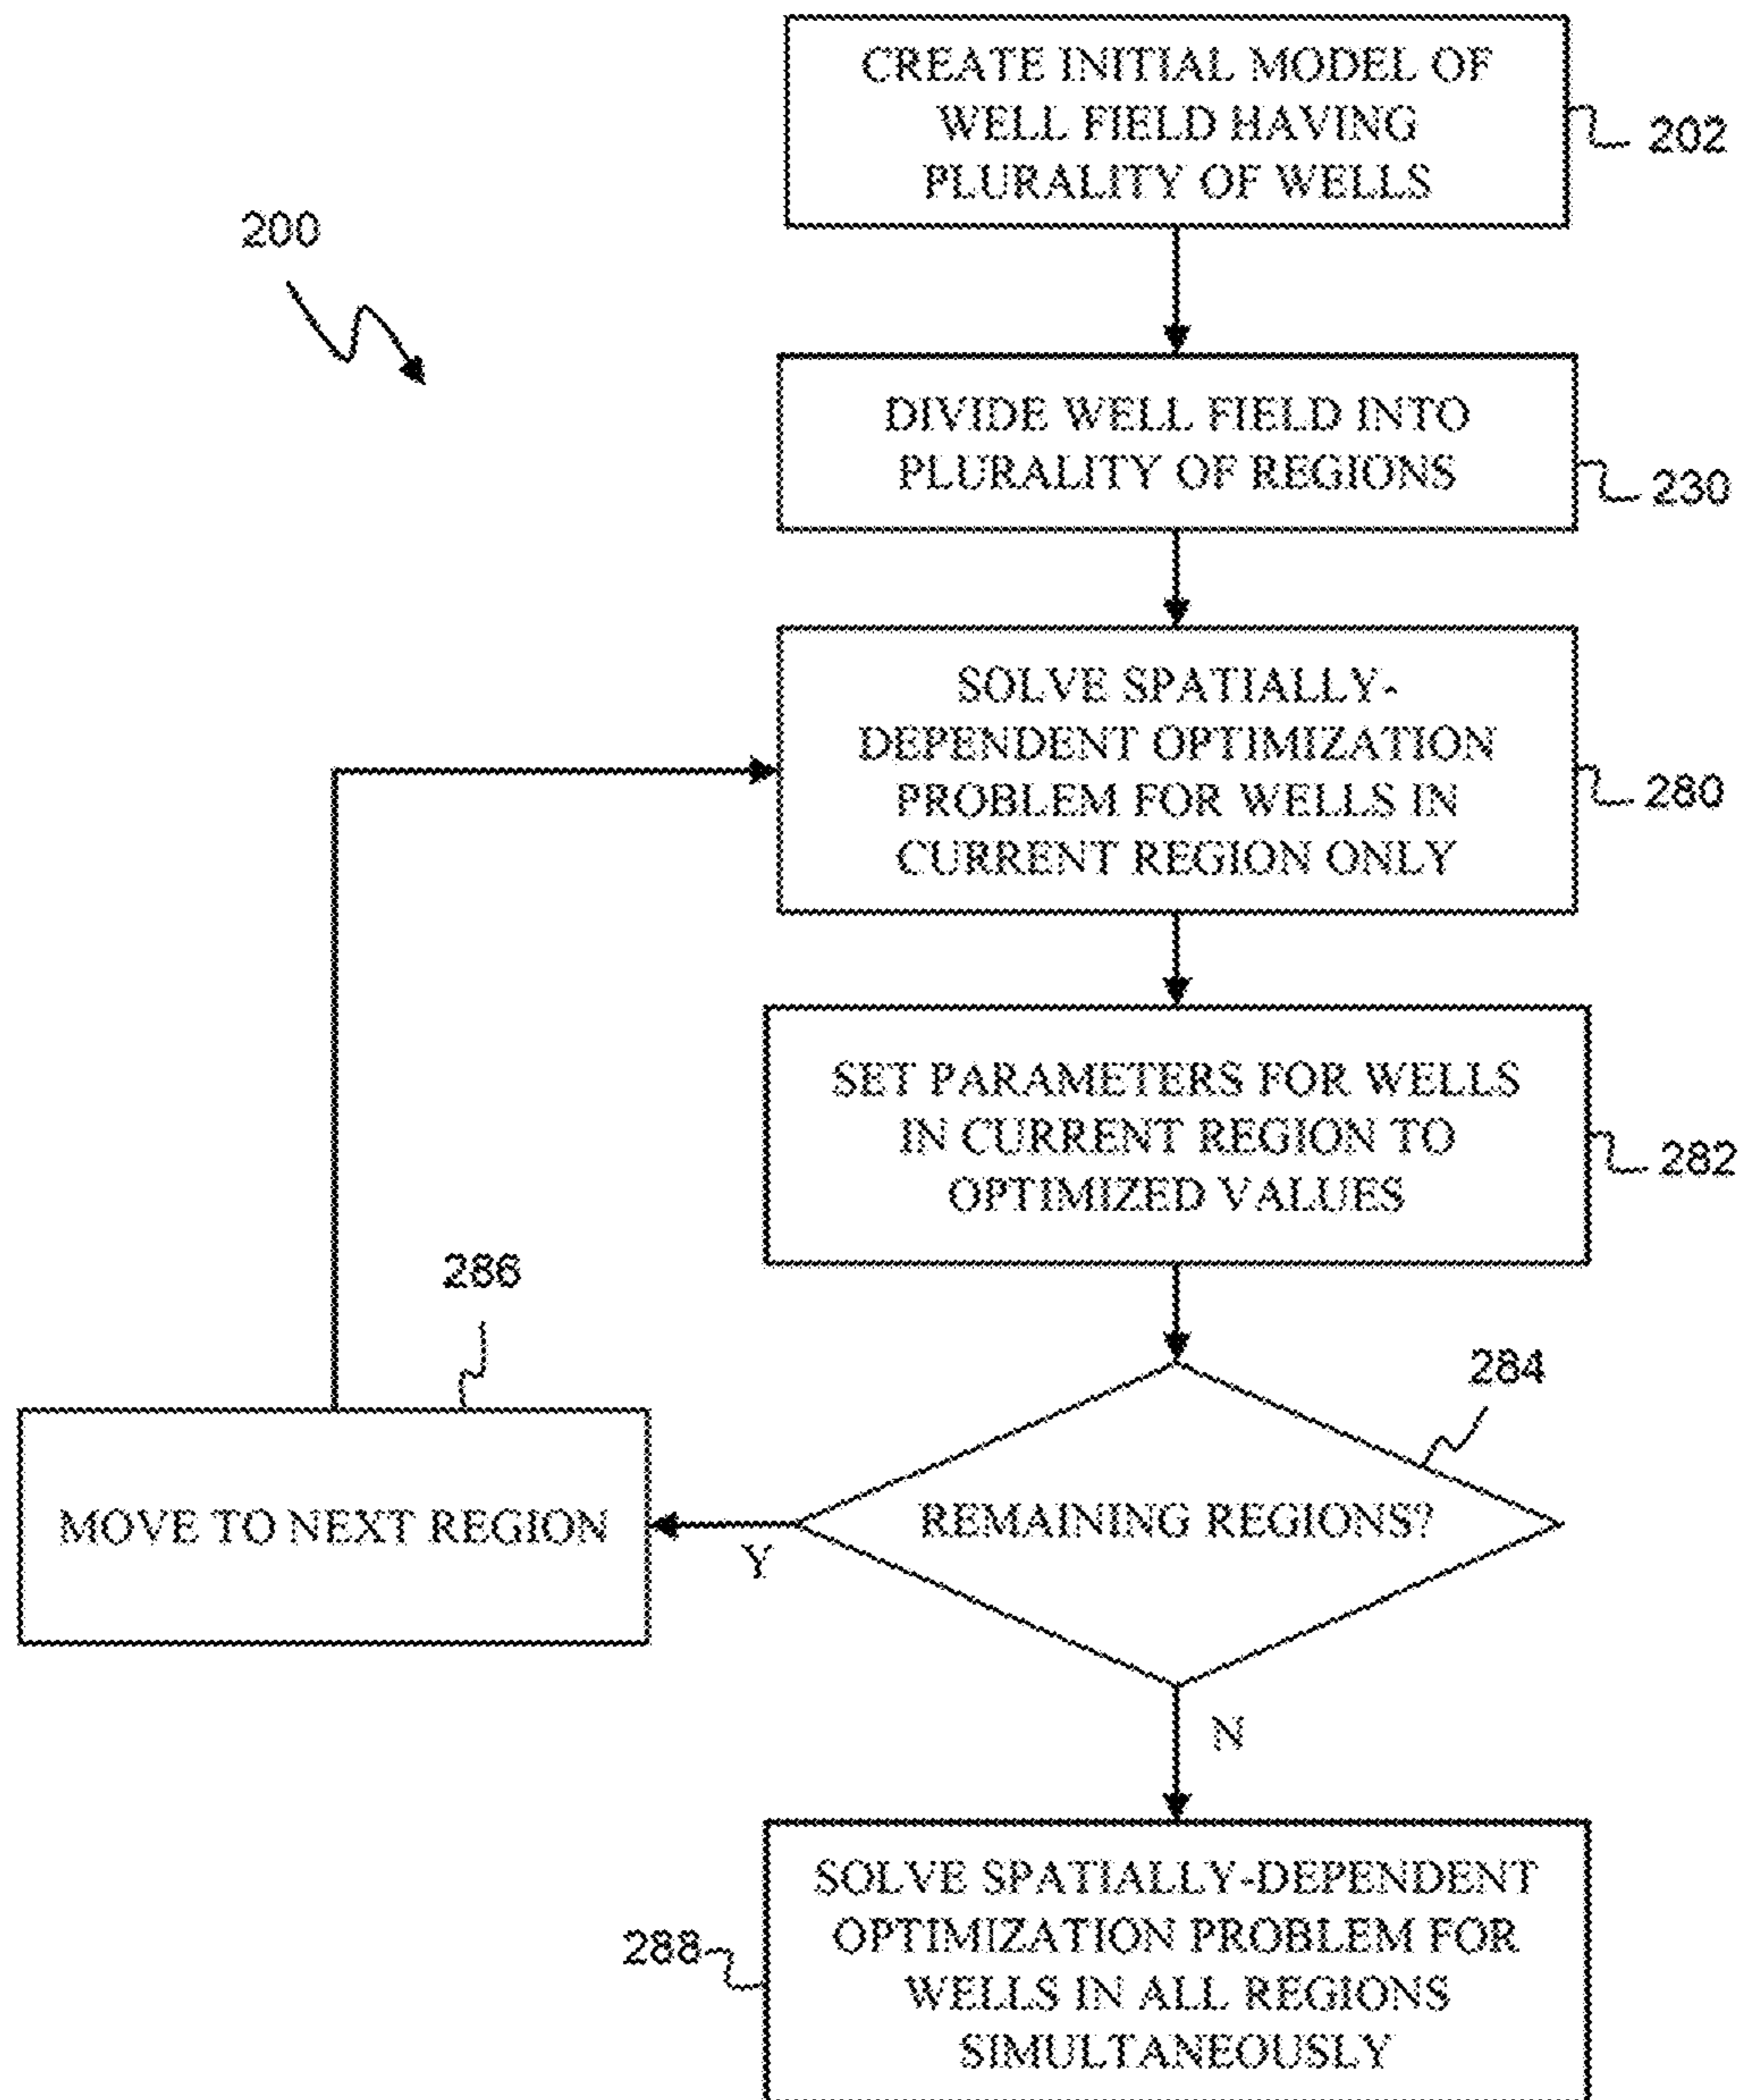 CREATE INITIAL MODEL OF
WELL FIELD HAVING
PLURALITY OF WELLS
202
200
DIVIDE WELL FIELD INTO
PLURALITY OF REGIONS
230
SOLVE SPATIALLY-
DEPENDENT OPTIMIZATION
PROBLEM FOR WELLS IN
CURRENT REGION ONLY
280
SET PARAMETERS FOR WELLS
IN CURRENT REGION TO
OPTIMIZED VALUES
282
286
284
MOVE TO NEXT REGION
Y
REMAINING REGIONS?
N
288
SOLVE SPATIALLY-DEPENDENT
OPTIMIZATION PROBLEM FOR
WELLS IN ALL REGIONS
SIMULTANEOUSLY